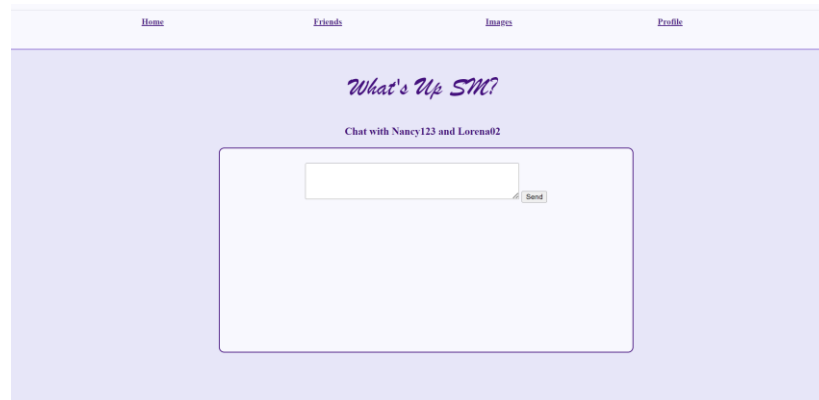 Home Friends Images Profile
What's Up SM?
Chat with Nancy123 and Lorena02
Send